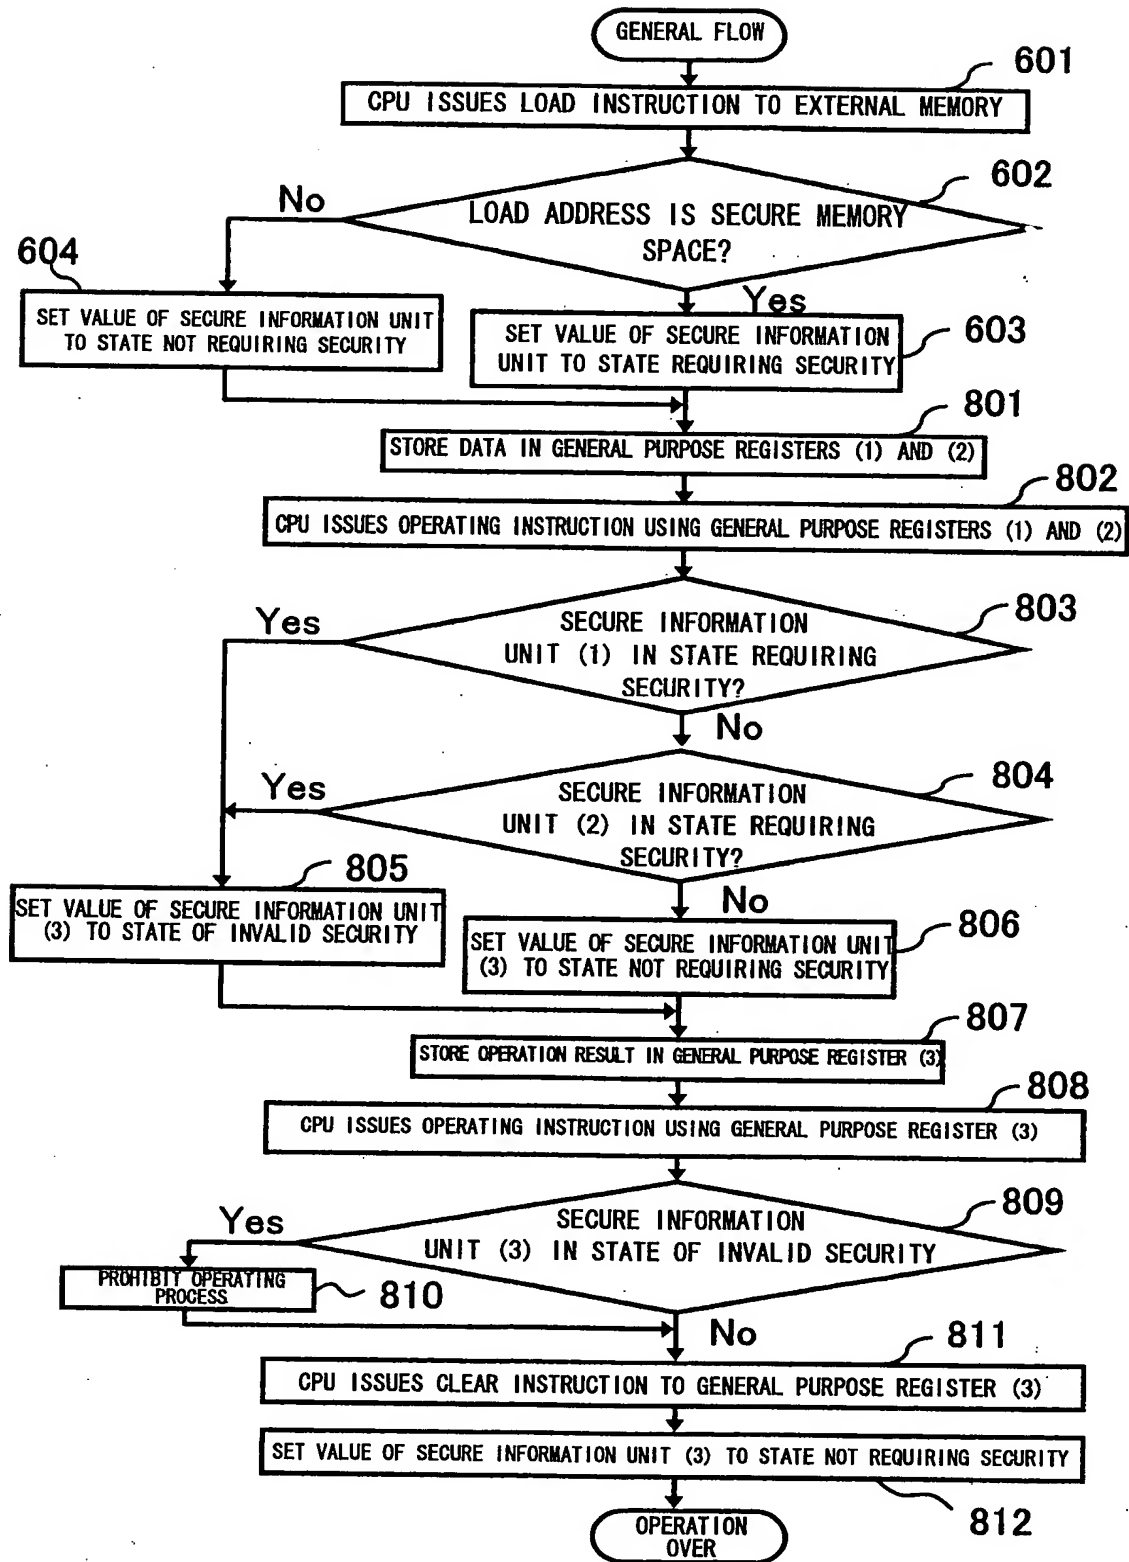 GENERAL FLOW
601
CPU ISSUES LOAD INSTRUCTION TO EXTERNAL MEMORY
602
No
LOAD ADDRESS IS SECURE MEMORY
SPACE?
604
Yes
SET VALUE OF SECURE INFORMATION UNIT
TO STATE NOT REQUIRING SECURITY
SET VALUE OF SECURE INFORMATION
UNIT TO STATE REQUIRING SECURITY
603
801
STORE DATA IN GENERAL PURPOSE REGISTERS (1) AND (2)
802
CPU ISSUES OPERATING INSTRUCTION USING GENERAL PURPOSE REGISTERS (1) AND (2)
803
Yes
SECURE INFORMATION
UNIT (1) IN STATE REQUIRING
SECURITY?
No
804
Yes
SECURE INFORMATION
UNIT (2) IN STATE REQUIRING
SECURITY?
805
No
SET VALUE OF SECURE INFORMATION UNIT
(3) TO STATE OF INVALID SECURITY
806
SET VALUE OF SECURE INFORMATION UNIT
(3) TO STATE NOT REQUIRING SECURITY
807
STORE OPERATION RESULT IN GENERAL PURPOSE REGISTER (3)
808
CPU ISSUES OPERATING INSTRUCTION USING GENERAL PURPOSE REGISTER (3)
809
Yes
SECURE INFORMATION
UNIT (3) IN STATE OF INVALID SECURITY
PROHIBIT OPERATING
PROCESS
810
No
811
CPU ISSUES CLEAR INSTRUCTION TO GENERAL PURPOSE REGISTER (3)
SET VALUE OF SECURE INFORMATION UNIT (3) TO STATE NOT REQUIRING SECURITY
812
OPERATION
OVER